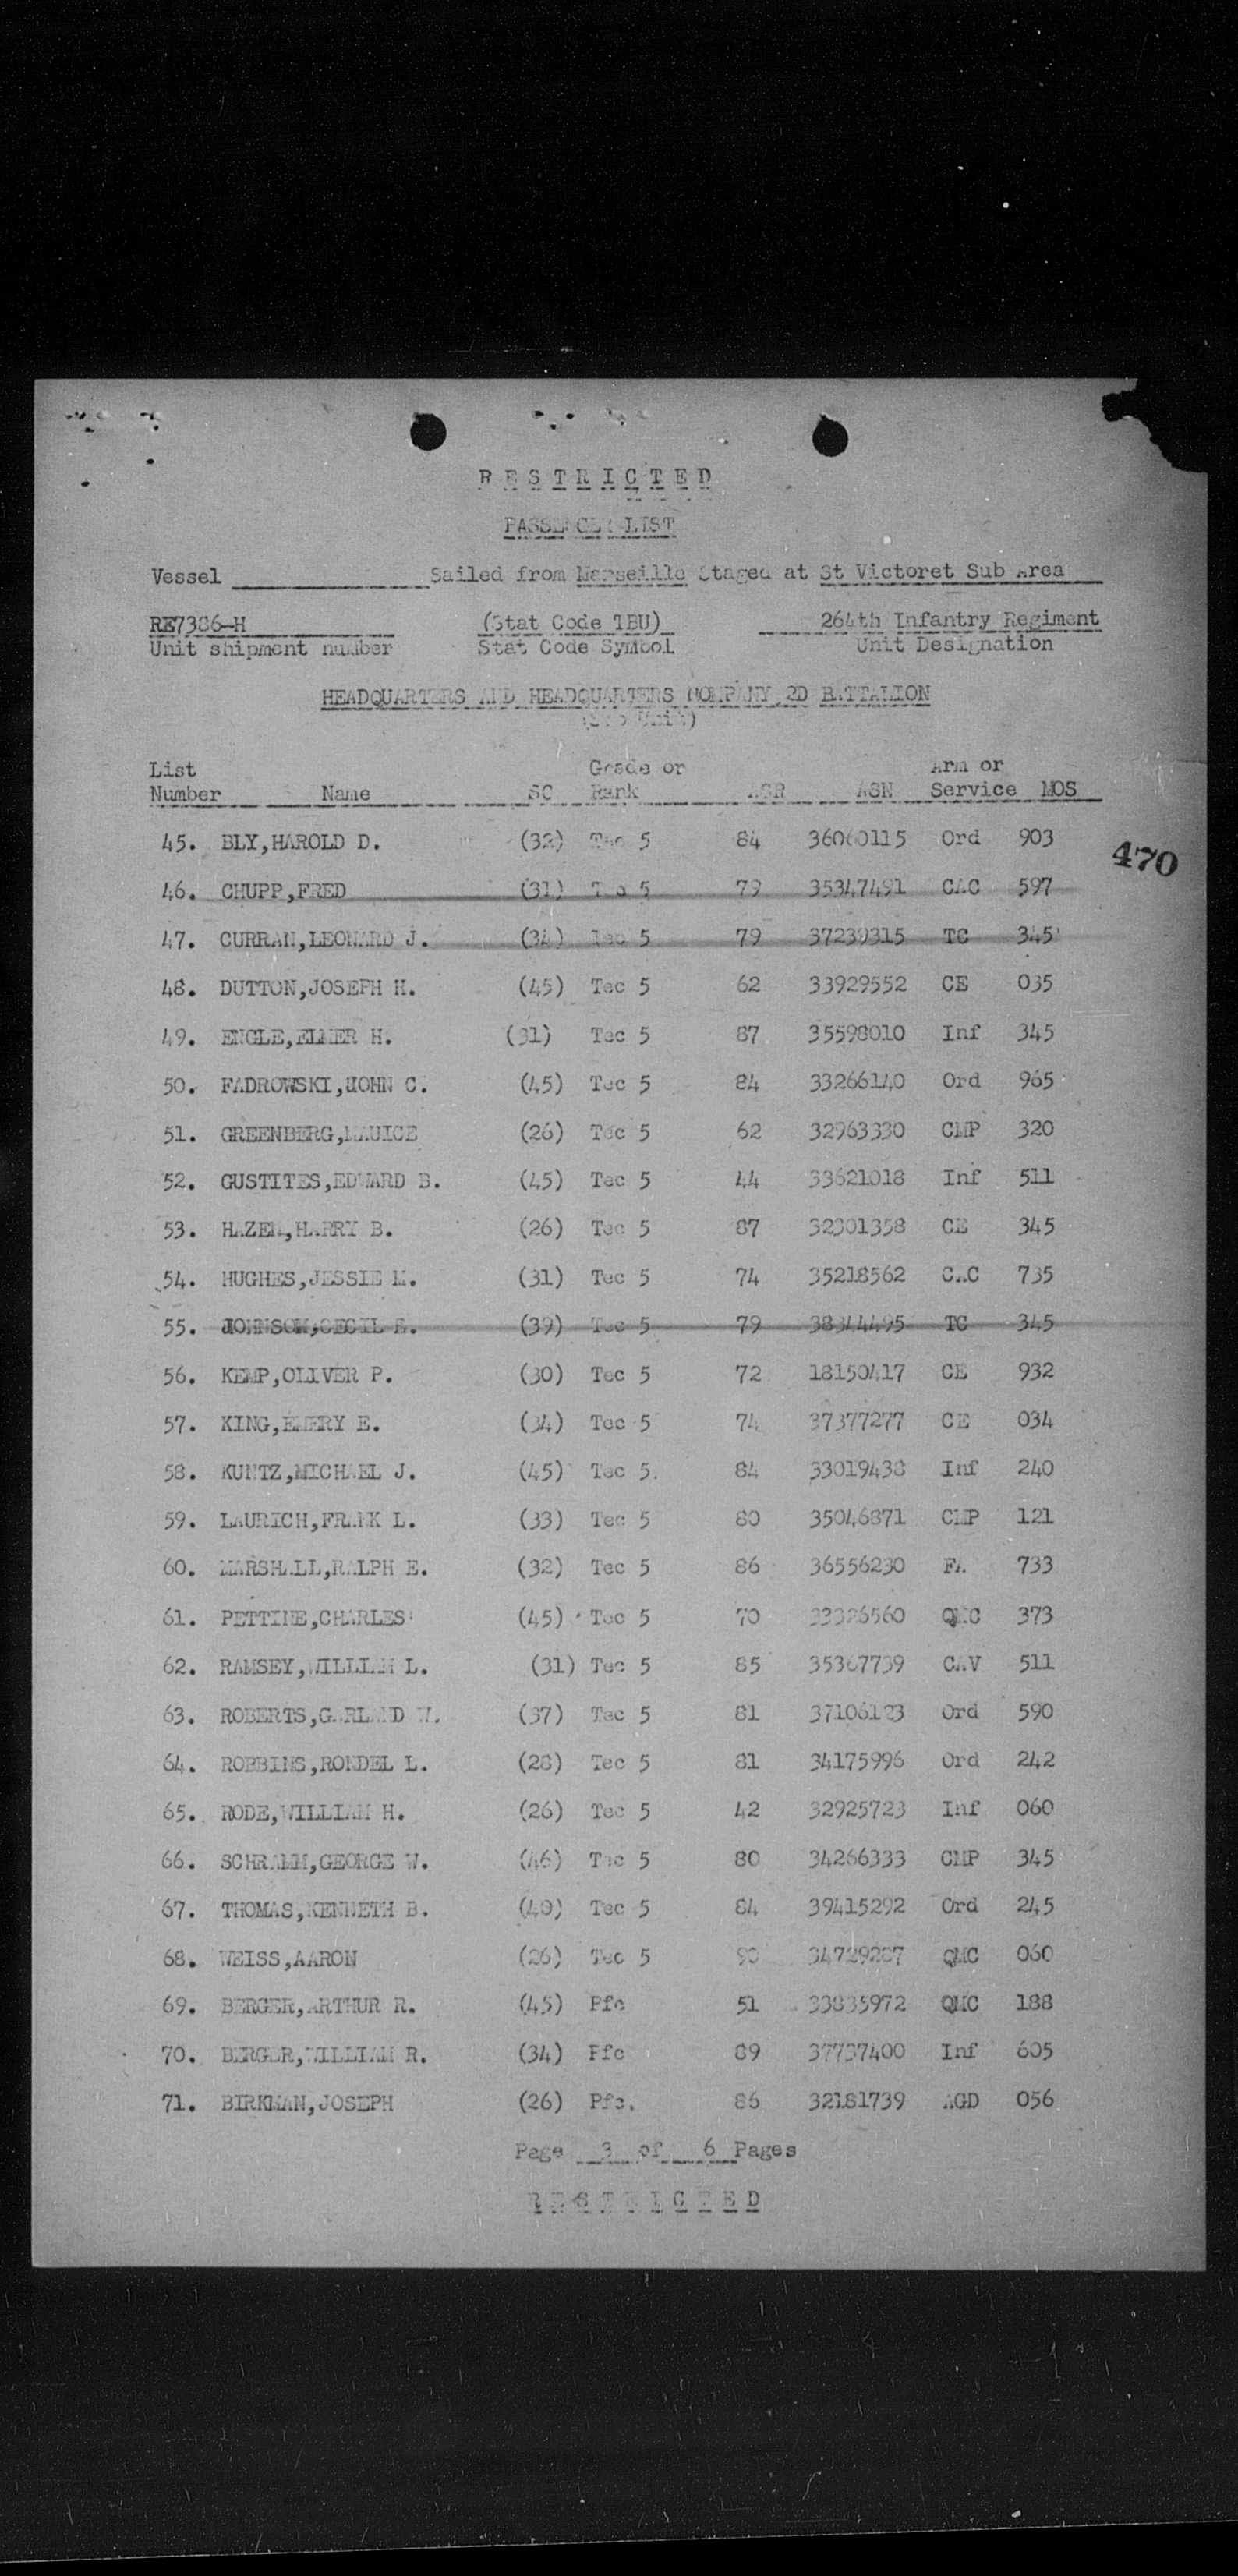 R E S T R I C T E D
PASSENGER LIST
Vessel Sailed from Marseille Staged at St Victoret Sub Area
RE7386-H (Stat Code TBU) 264th Infantry Regiment
Unit shipment number Stat Code Symbol Unit Designation
HEADQUARTERS AND HEADQUARTERS COMPANY, 2D BATTALION
(Sub Unit)
List Grade or Arm or
Number Name SC Rank ASR ASN Service MOS
45. BLY,HAROLD D. (32) Tec 5 84 36060115 Ord 903
470
46. CHUPP,FRED (31) Tec 5 79 35347491 CAC 597
47. CURRAN,LEONARD J. (34) Tec 5 79 37239315 TC 345
48. DUTTON,JOSEPH H. (45) Tec 5 62 33929552 CE 035
49. ENGLE,ELMER H. (31) Tec 5 87 35598010 Inf 345
50. FADROWSKI,JOHN C. (45) Tec 5 84 33266140 Ord 965
51. GREENBERG,MAUICE (26) Tec 5 62 32963330 CMP 320
52. GUSTITES,EDWARD B. (45) Tec 5 44 33621018 Inf 511
53. HARRY B. (26) Tec 5 87 32301358 CE 345
54. HUGHES,JESSIE M. (31) Tec 5 74 35218562 CAC 735
55. JOHNSON,CECIL (39) Tec 5 79 38344495 TC 345
56. KEMP,OLIVER P. (30) Tec 5 72 18150417 CE 932
57. KING,EMERY E. (34) Tec 5 74 37377277 CE 034
58. KUNTZ,MICHAEL J. (45) Tec 5. 84 33019438 Inf 240
59. LAURICH,FRANK L. (33) Tec 5 80 35046871 CMP 121
60. MARSHALL,RALPH E. (32) Tec 5 86 36556230 FA 733
61. PETTINE,CHARLES (45) Tec 5 70 33326560 QMC 373
62. RAMSEY,WILLIAM L. (31) Tec 5 85 35367739 CAV 511
63. ROBERTS,GARLAND W. (37) Tec 5 81 37106123 Ord 590
64. ROBBINS,RONDEL L. (28) Tec 5 81 34175996 Ord 242
65. RODE,WILLIAM H. (26) Tec 5 42 32925723 Inf 060
66. SCHRAMM,GEORGE W. (46) Tec 5 80 34266333 CMP 345
67. THOMAS,KENNETH B. (40) Tec 5 84 39415292 Ord 245
68. WEISS,AARON (26) Tec 5 90 34729287 QMC 060
69. BERGER,ARTHUR R. (45) Pfc 51 33835972 QMC 188
70. BERGER,WILLIAM R. (34) Pfc 89 37737400 Inf 605
71. BIRKMAN,JOSEPH (26) Pfc. 86 32181739 AGD 056
Page 3 of 6 Pages
R E S T R I C T E D